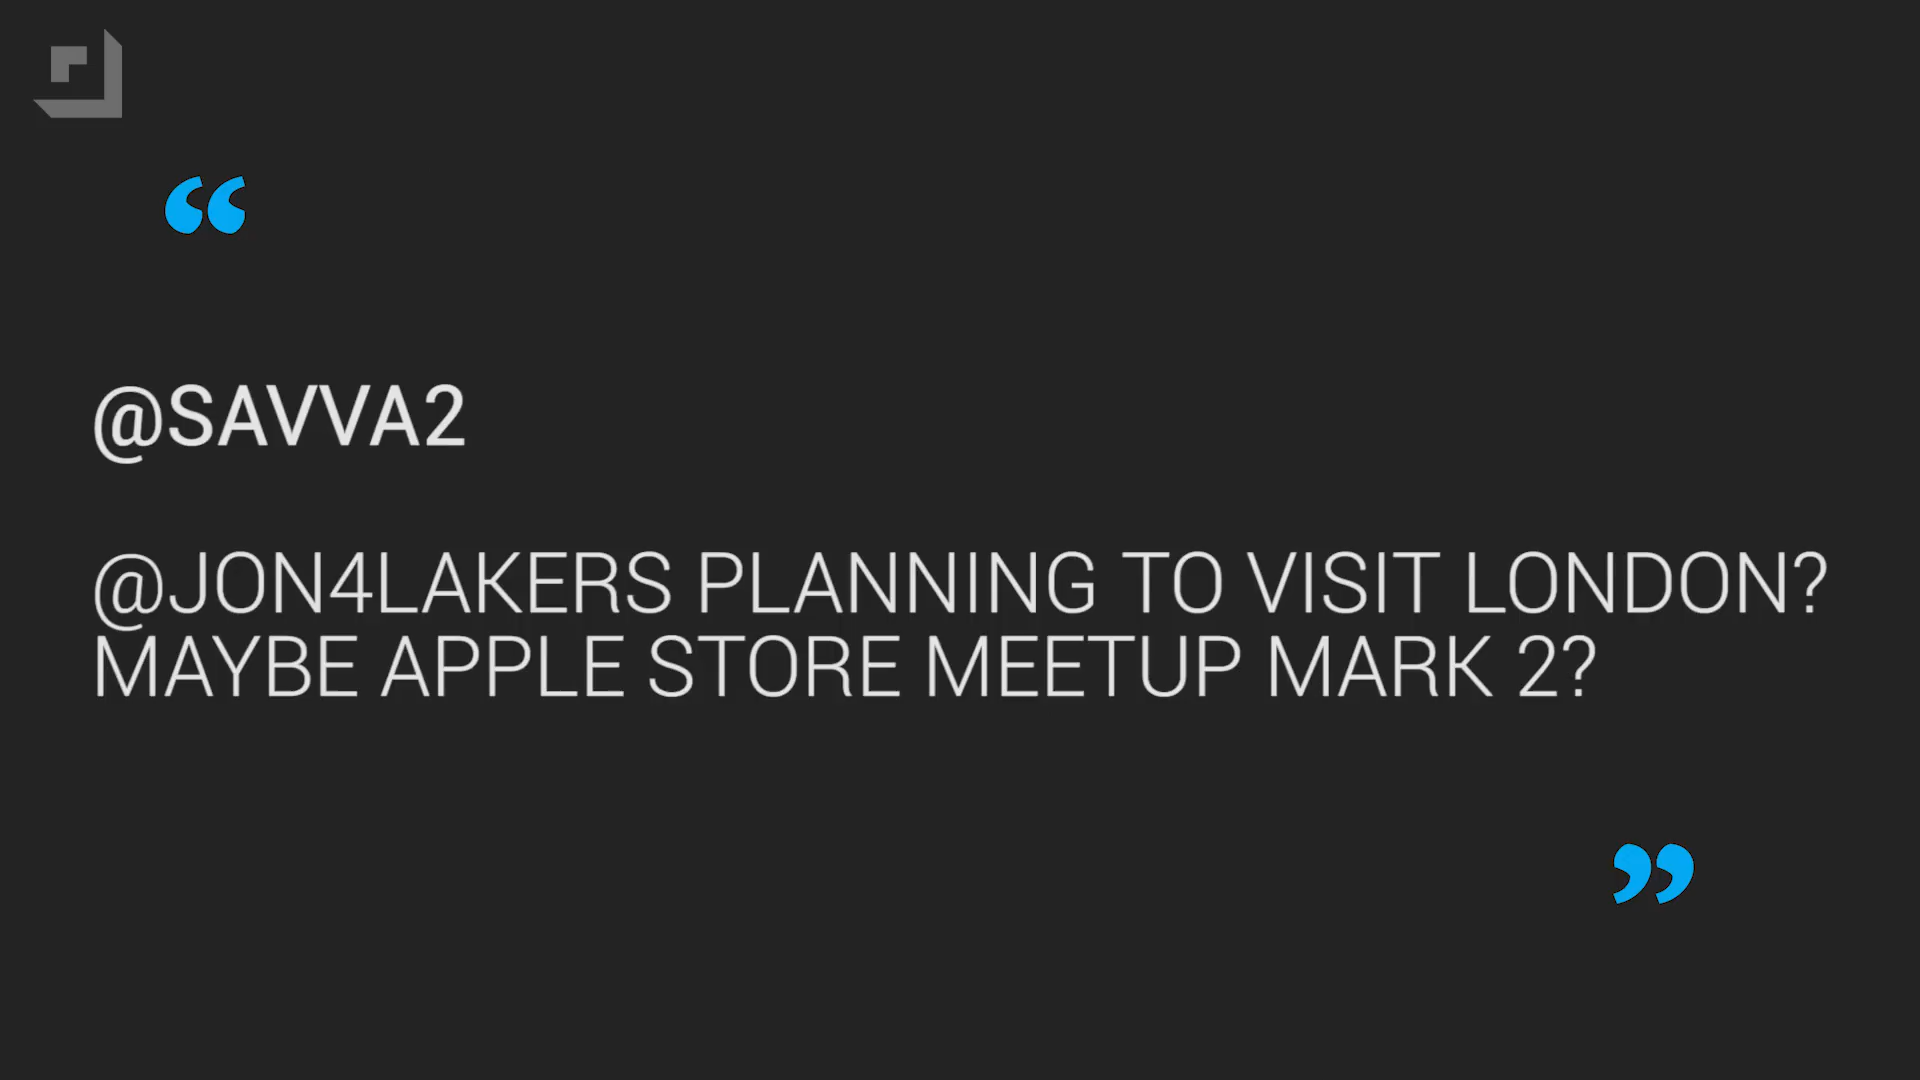 “
@SAVVA2
@JON4LAKERS PLANNING TO VISIT LONDON?
MAYBE APPLE STORE MEETUP MARK 2?
”